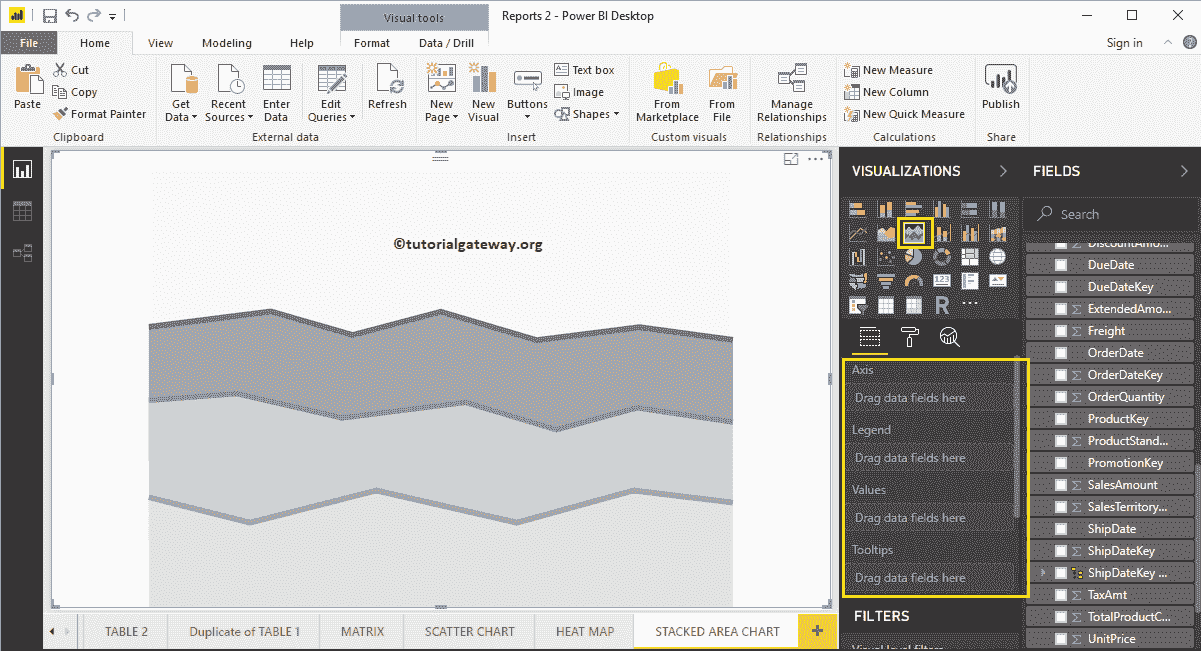 Visual tools
Reports 2 - Power BI Desktop
File
Home
View
Modeling
Help
Format
Data / Drill
Sign in
Paste
Cut
Copy
Format Painter
Clipboard
Get Data
Recent Sources
Enter Data
Edit Queries
External data
Refresh
New Page
New Visual
Buttons
Text box
Image
Shapes
Insert
From Marketplace
From File
Custom visuals
Manage Relationships
Relationships
New Measure
New Column
New Quick Measure
Calculations
Publish
Share
©tutorialgateway.org
VISUALIZATIONS
123
R
Axis
Drag data fields here
Legend
Drag data fields here
Values
Drag data fields here
Tooltips
Drag data fields here
FILTERS
Visual level filters
FIELDS
Search
DiscountAmo...
DueDate
DueDateKey
ExtendedAmo...
Freight
OrderDate
OrderDateKey
OrderQuantity
ProductKey
ProductStand...
PromotionKey
SalesAmount
SalesTerritory...
ShipDate
ShipDateKey
ShipDateKey ...
TaxAmt
TotalProductC...
UnitPrice
TABLE 2
Duplicate of TABLE 1
MATRIX
SCATTER CHART
HEAT MAP
STACKED AREA CHART